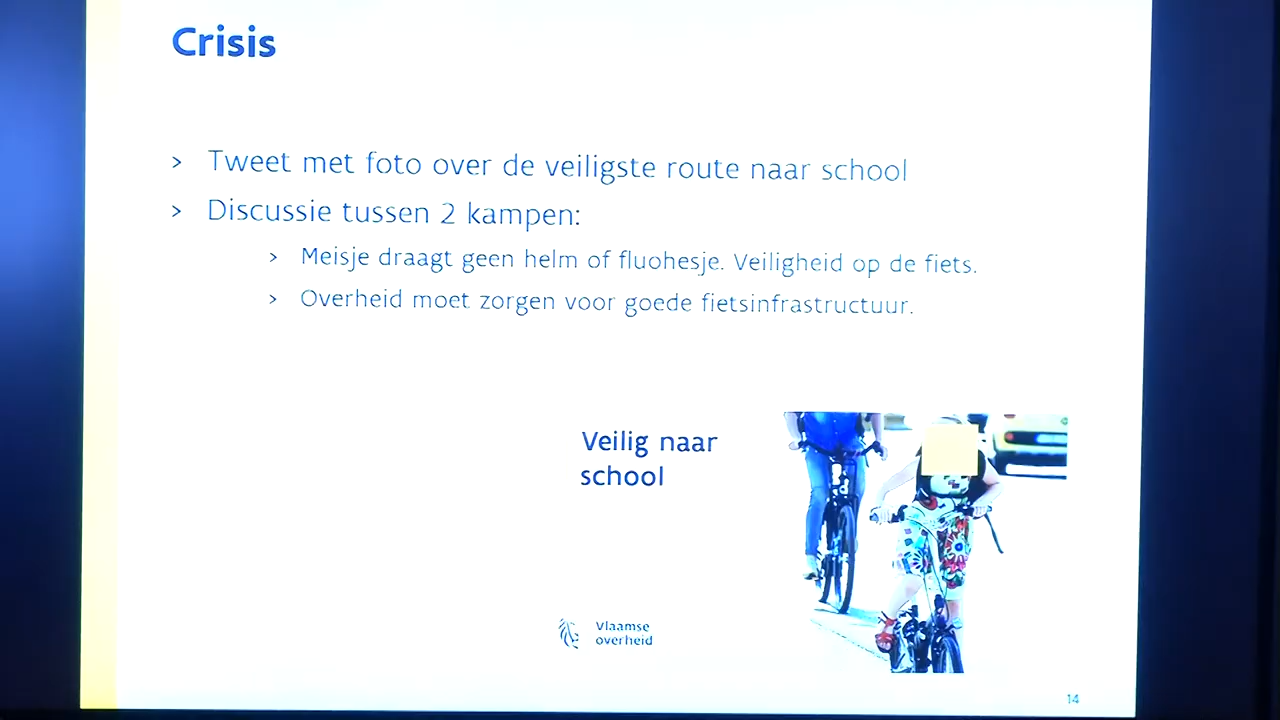 Crisis
> Tweet met foto over de veiligste route naar school
> Discussie tussen 2 kampen:
> Meisje draagt geen helm of fluohesje. Veiligheid op de fiets.
> Overheid moet zorgen voor goede fietsinfrastructuur.
Veilig naar
school
Vlaamse
overheid
14